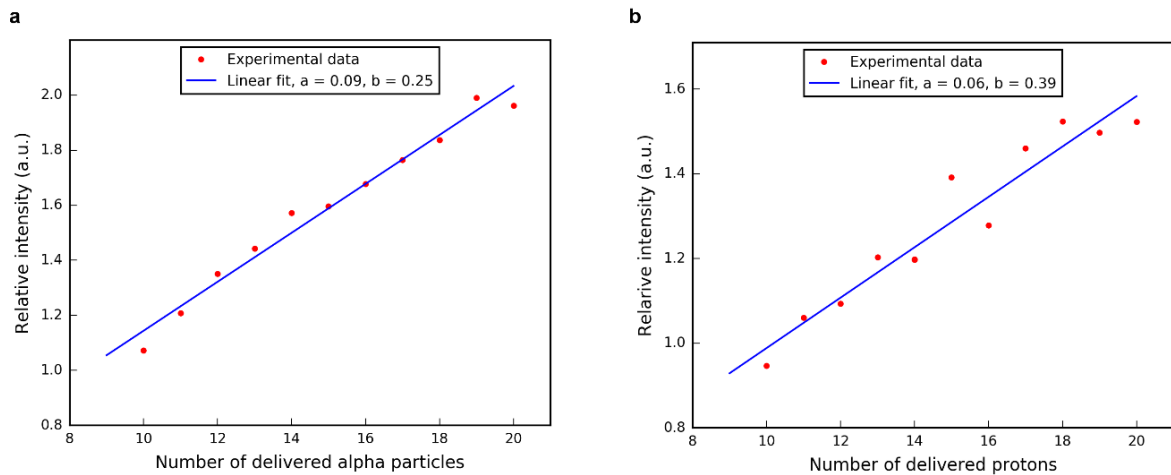 a
Experimental data
Linear fit, a = 0.09, b = 0.25
Relative intensity (a.u.)
2.0
1.8
1.6
1.4
1.2
1.0
0.8
8 10 12 14 16 18 20
Number of delivered alpha particles
b
Experimental data
Linear fit, a = 0.06, b = 0.39
Relarive intensity (a.u.)
1.6
1.4
1.2
1.0
0.8
8 10 12 14 16 18 20
Number of delivered protons